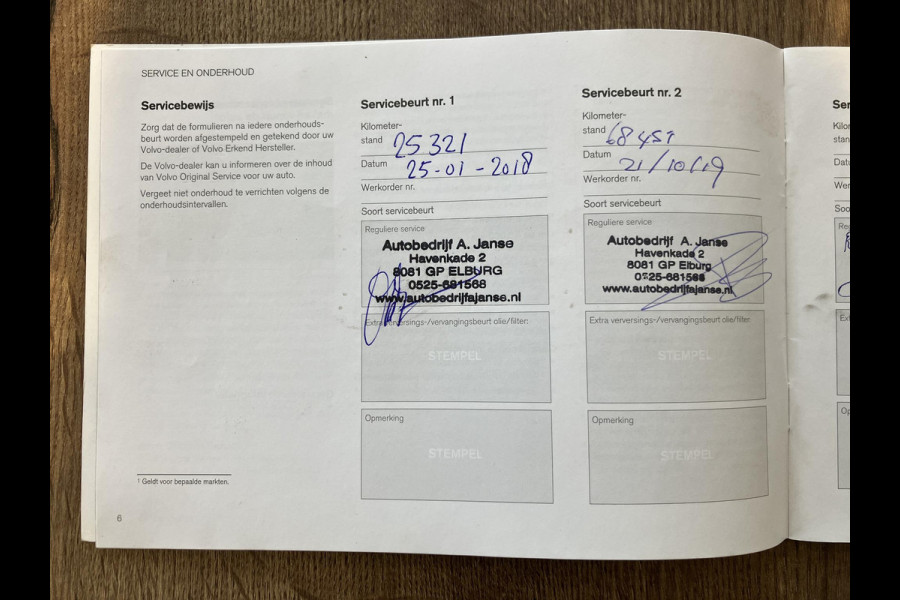 SERVICE EN ONDERHOUD
Servicebewijs
Zorg dat de formulieren na iedere onderhouds-
beurt worden afgestempeld en getekend door uw
Volvo-dealer of Volvo Erkend Hersteller.
De Volvo-dealer kan u informeren over de inhoud
van Volvo Original Service voor uw auto.
Vergeet niet onderhoud te verrichten volgens de
onderhoudsintervallen.
1 Geldt voor bepaalde markten.
6
Servicebeurt nr. 1
Kilometer-
stand 25 321
Datum 25-01-2018
Werkorder nr.
Soort servicebeurt
Reguliere service
Autobedrijf A. Janse
Havenkade 2
8081 GP ELBURG
0525-681568
www.autobedrijfajanse.nl
Extra verversings-/vervangingsbeurt olie/filter:
STEMPEL
Opmerking
STEMPEL
Servicebeurt nr. 2
Kilometer-
stand
Datum 21/10/19
Werkorder nr.
Soort servicebeurt
Reguliere service
Autobedrijf A. Janse
Havenkade 2
8081 GP Elburg
0525-681568
www.autobedrijfajanse.nl
Extra verversings-/vervangingsbeurt olie/filter:
STEMPEL
Opmerking
STEMPEL